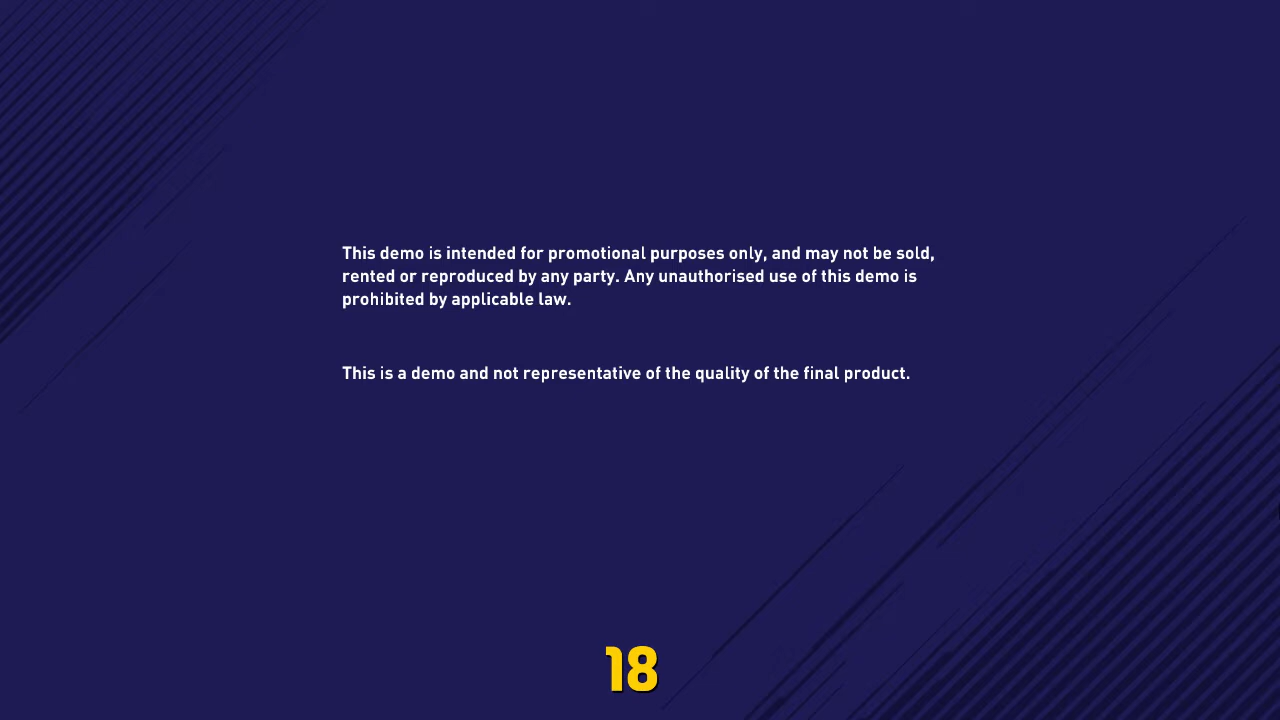 This demo is intended for promotional purposes only, and may not be sold,
rented or reproduced by any party. Any unauthorised use of this demo is
prohibited by applicable law.
This is a demo and not representative of the quality of the final product.
18